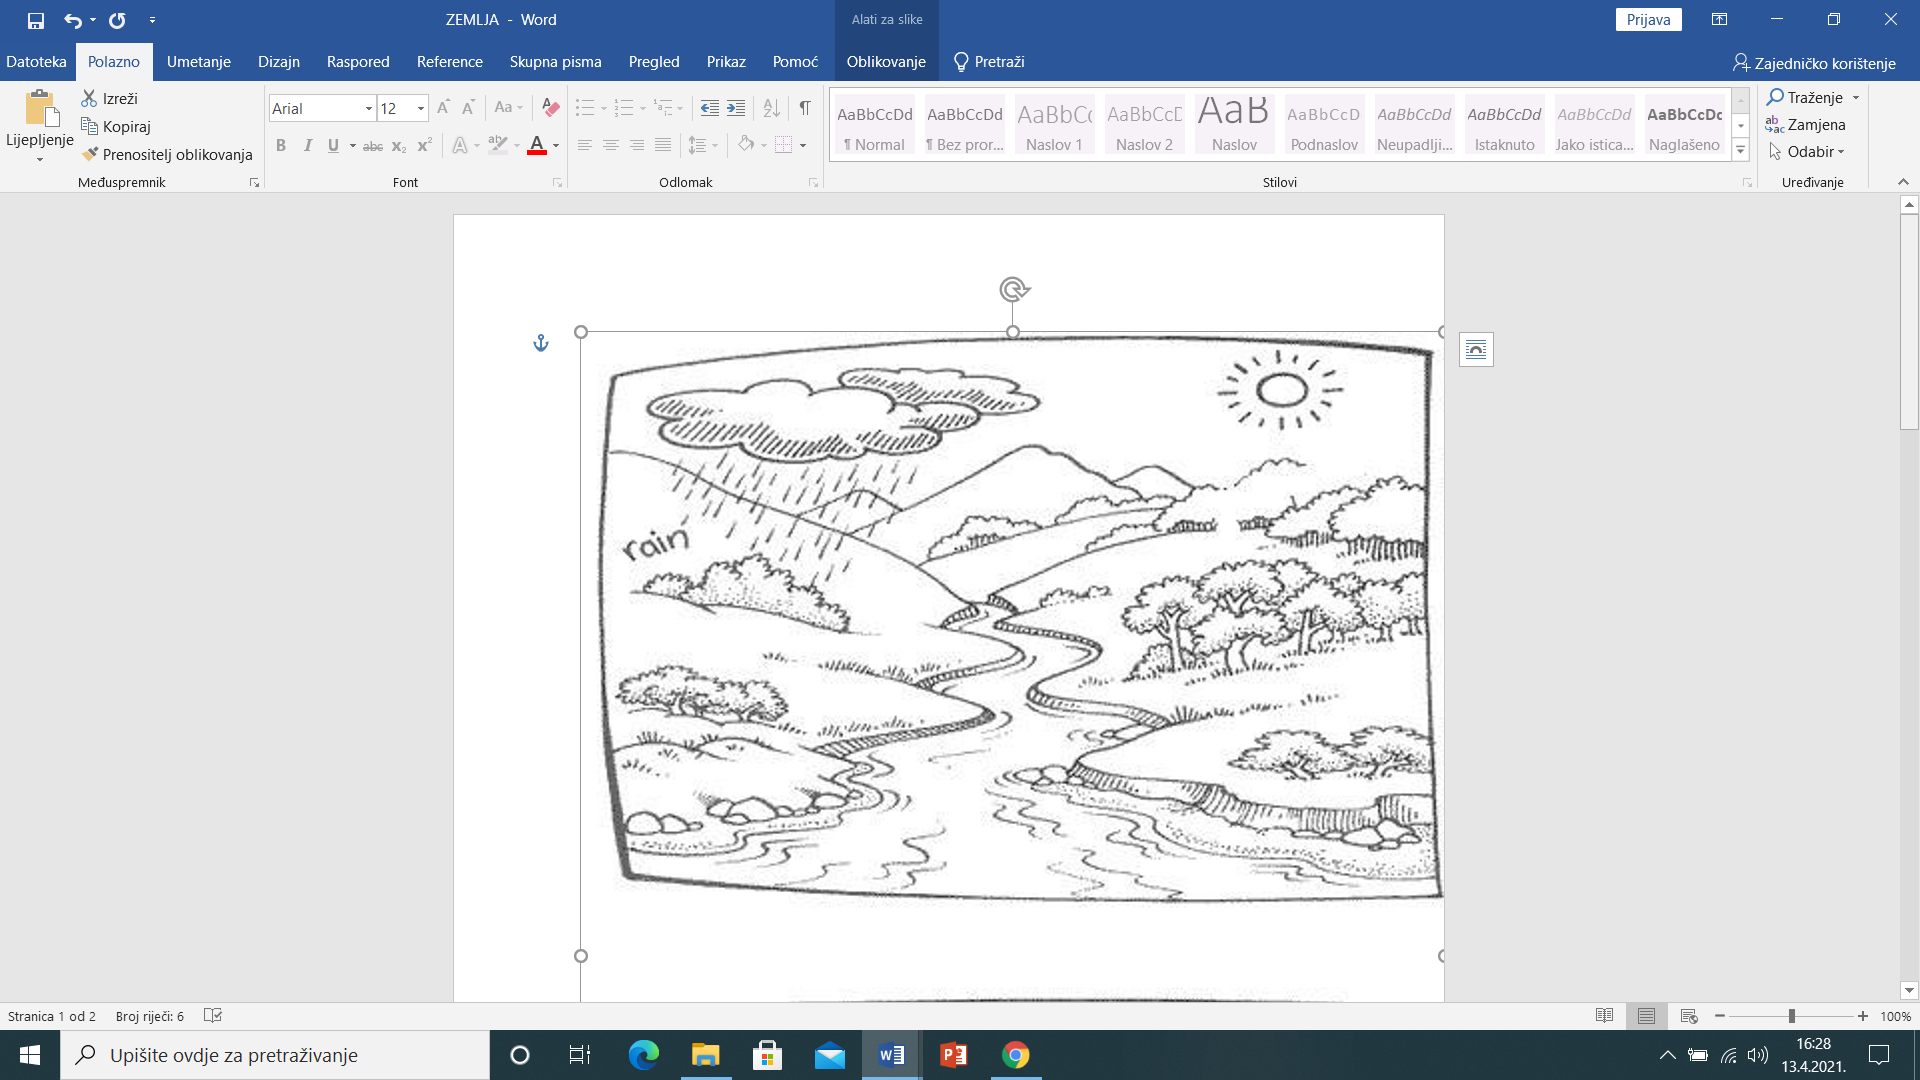 ZEMLJA - Word
Alati za slike
Prijava
Datoteka
Polazno
Umetanje
Dizajn
Raspored
Reference
Skupna pisma
Pregled
Prikaz
Pomoć
Oblikovanje
Pretraži
Zajedničko korištenje
Lijepljenje
Izreži
Kopiraj
Prenositelj oblikovanja
Međuspremnik
Arial
12
Aa
B I U abc x₂ x²
A
A
Font
Odlomak
AaBbCcDd
¶ Normal
AaBbCcDd
¶ Bez pror...
AaBbCc
Naslov 1
AaBbCcD
Naslov 2
AaB
Naslov
AaBbCcD
Podnaslov
AaBbCcDd
Neupadlji...
AaBbCcDd
Istaknuto
AaBbCcDd
Jako istica...
AaBbCcDc
Naglašeno
Stilovi
Traženje
Zamjena
Odabir
Uređivanje
rain
Stranica 1 od 2
Broj riječi: 6
100%
Upišite ovdje za pretraživanje
16:28
13.4.2021.